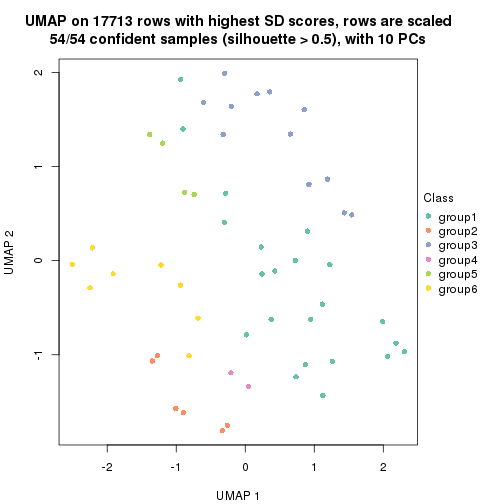 UMAP on 17713 rows with highest SD scores, rows are scaled
54/54 confident samples (silhouette > 0.5), with 10 PCs
2
1
0
-1
UMAP 2
-2
-1
0
1
2
UMAP 1
Class
group1
group2
group3
group4
group5
group6